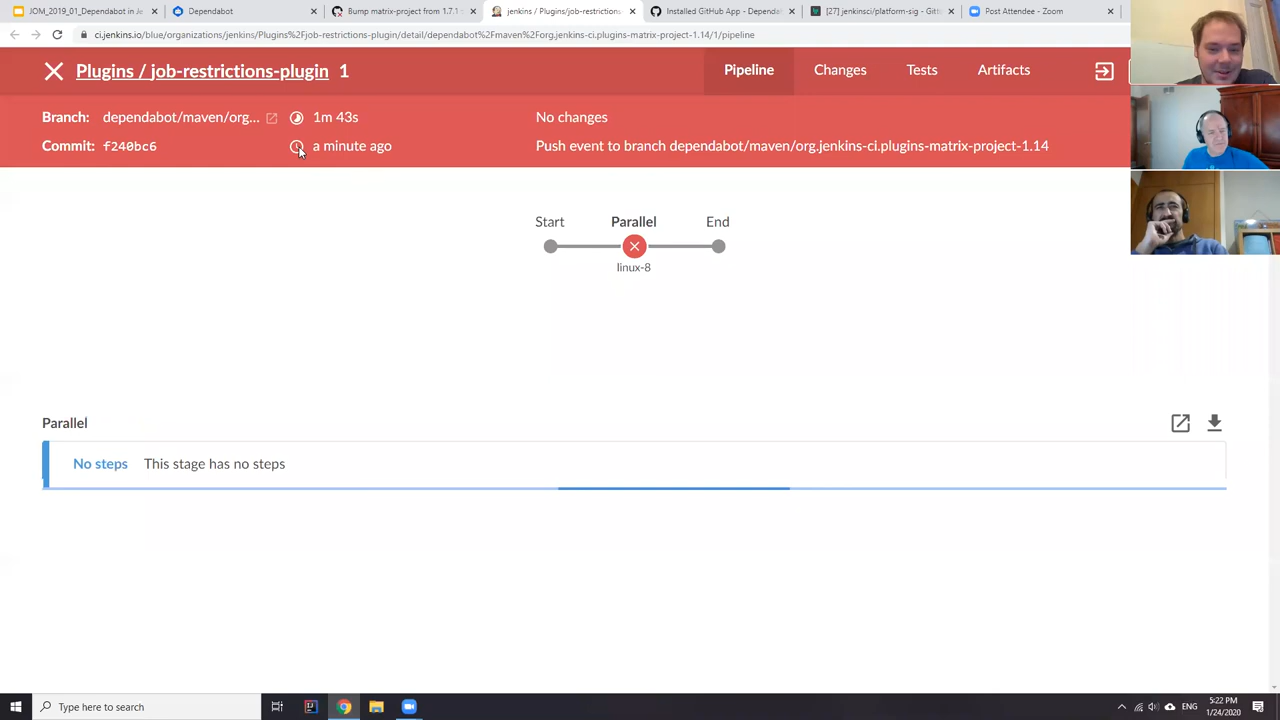 JOM_2019_01_Dependabot in Je
Dependabot
Bump matrix-project from 1.7.1
jenkins / Plugins/job-restrictions
Installed GitHub App - Dependa
[27] jenkinsci/platform-sig - Gitt
Post Attendee - Zoom
ci.jenkins.io/blue/organizations/jenkins/Plugins%2Fjob-restrictions-plugin/detail/dependabot%2Fmaven%2Forg.jenkins-ci.plugins-matrix-project-1.14/1/pipeline
Plugins / job-restrictions-plugin 1
Pipeline Changes Tests Artifacts
Branch: dependabot/maven/org... 1m 43s No changes
Commit: f240bc6 a minute ago Push event to branch dependabot/maven/org.jenkins-ci.plugins-matrix-project-1.14
Start Parallel End
linux-8
Parallel
No steps This stage has no steps
Type here to search
ENG
5:22 PM
1/24/2020